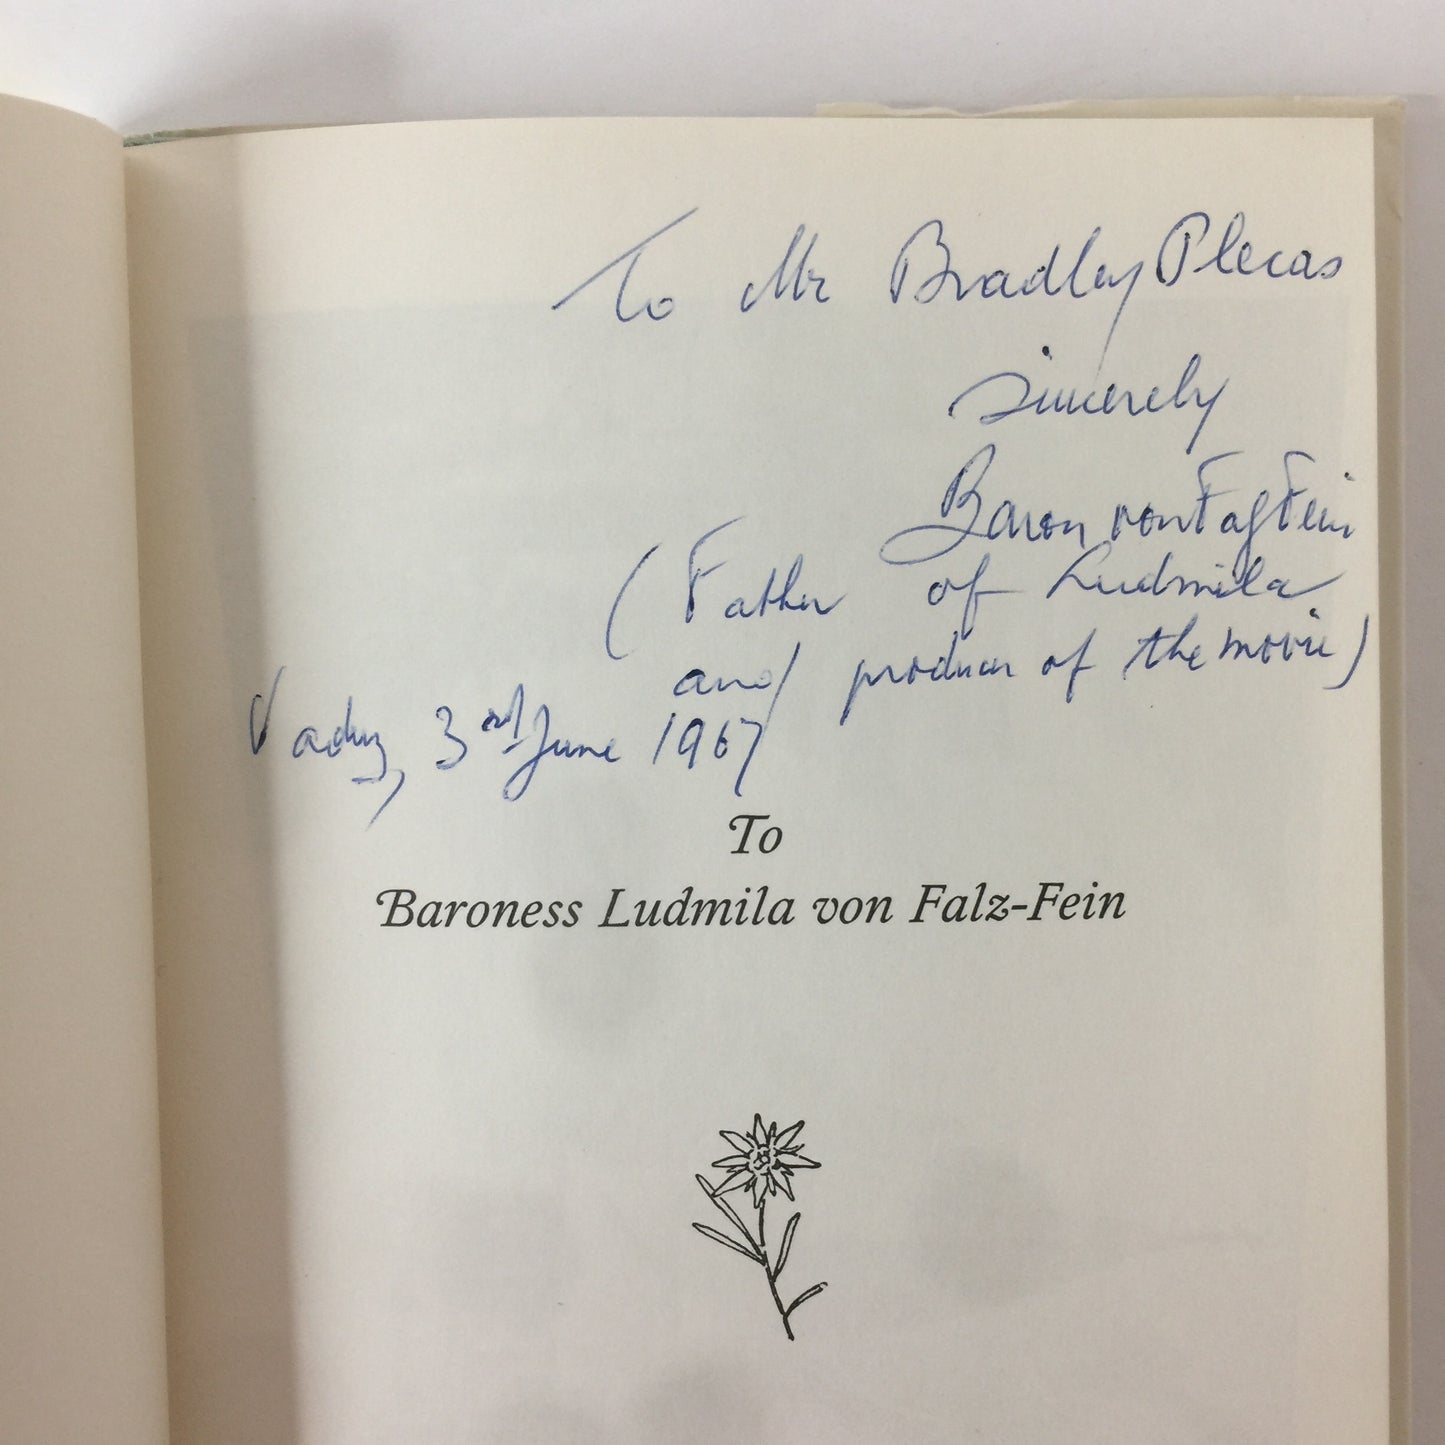 To Mr Bradley Plecas
sincerely
Baron von Falz Fein
(Father of Ludmila
and producer of the movie)
Vaduz, 3rd June 1967
To
Baroness Ludmila von Falz-Fein